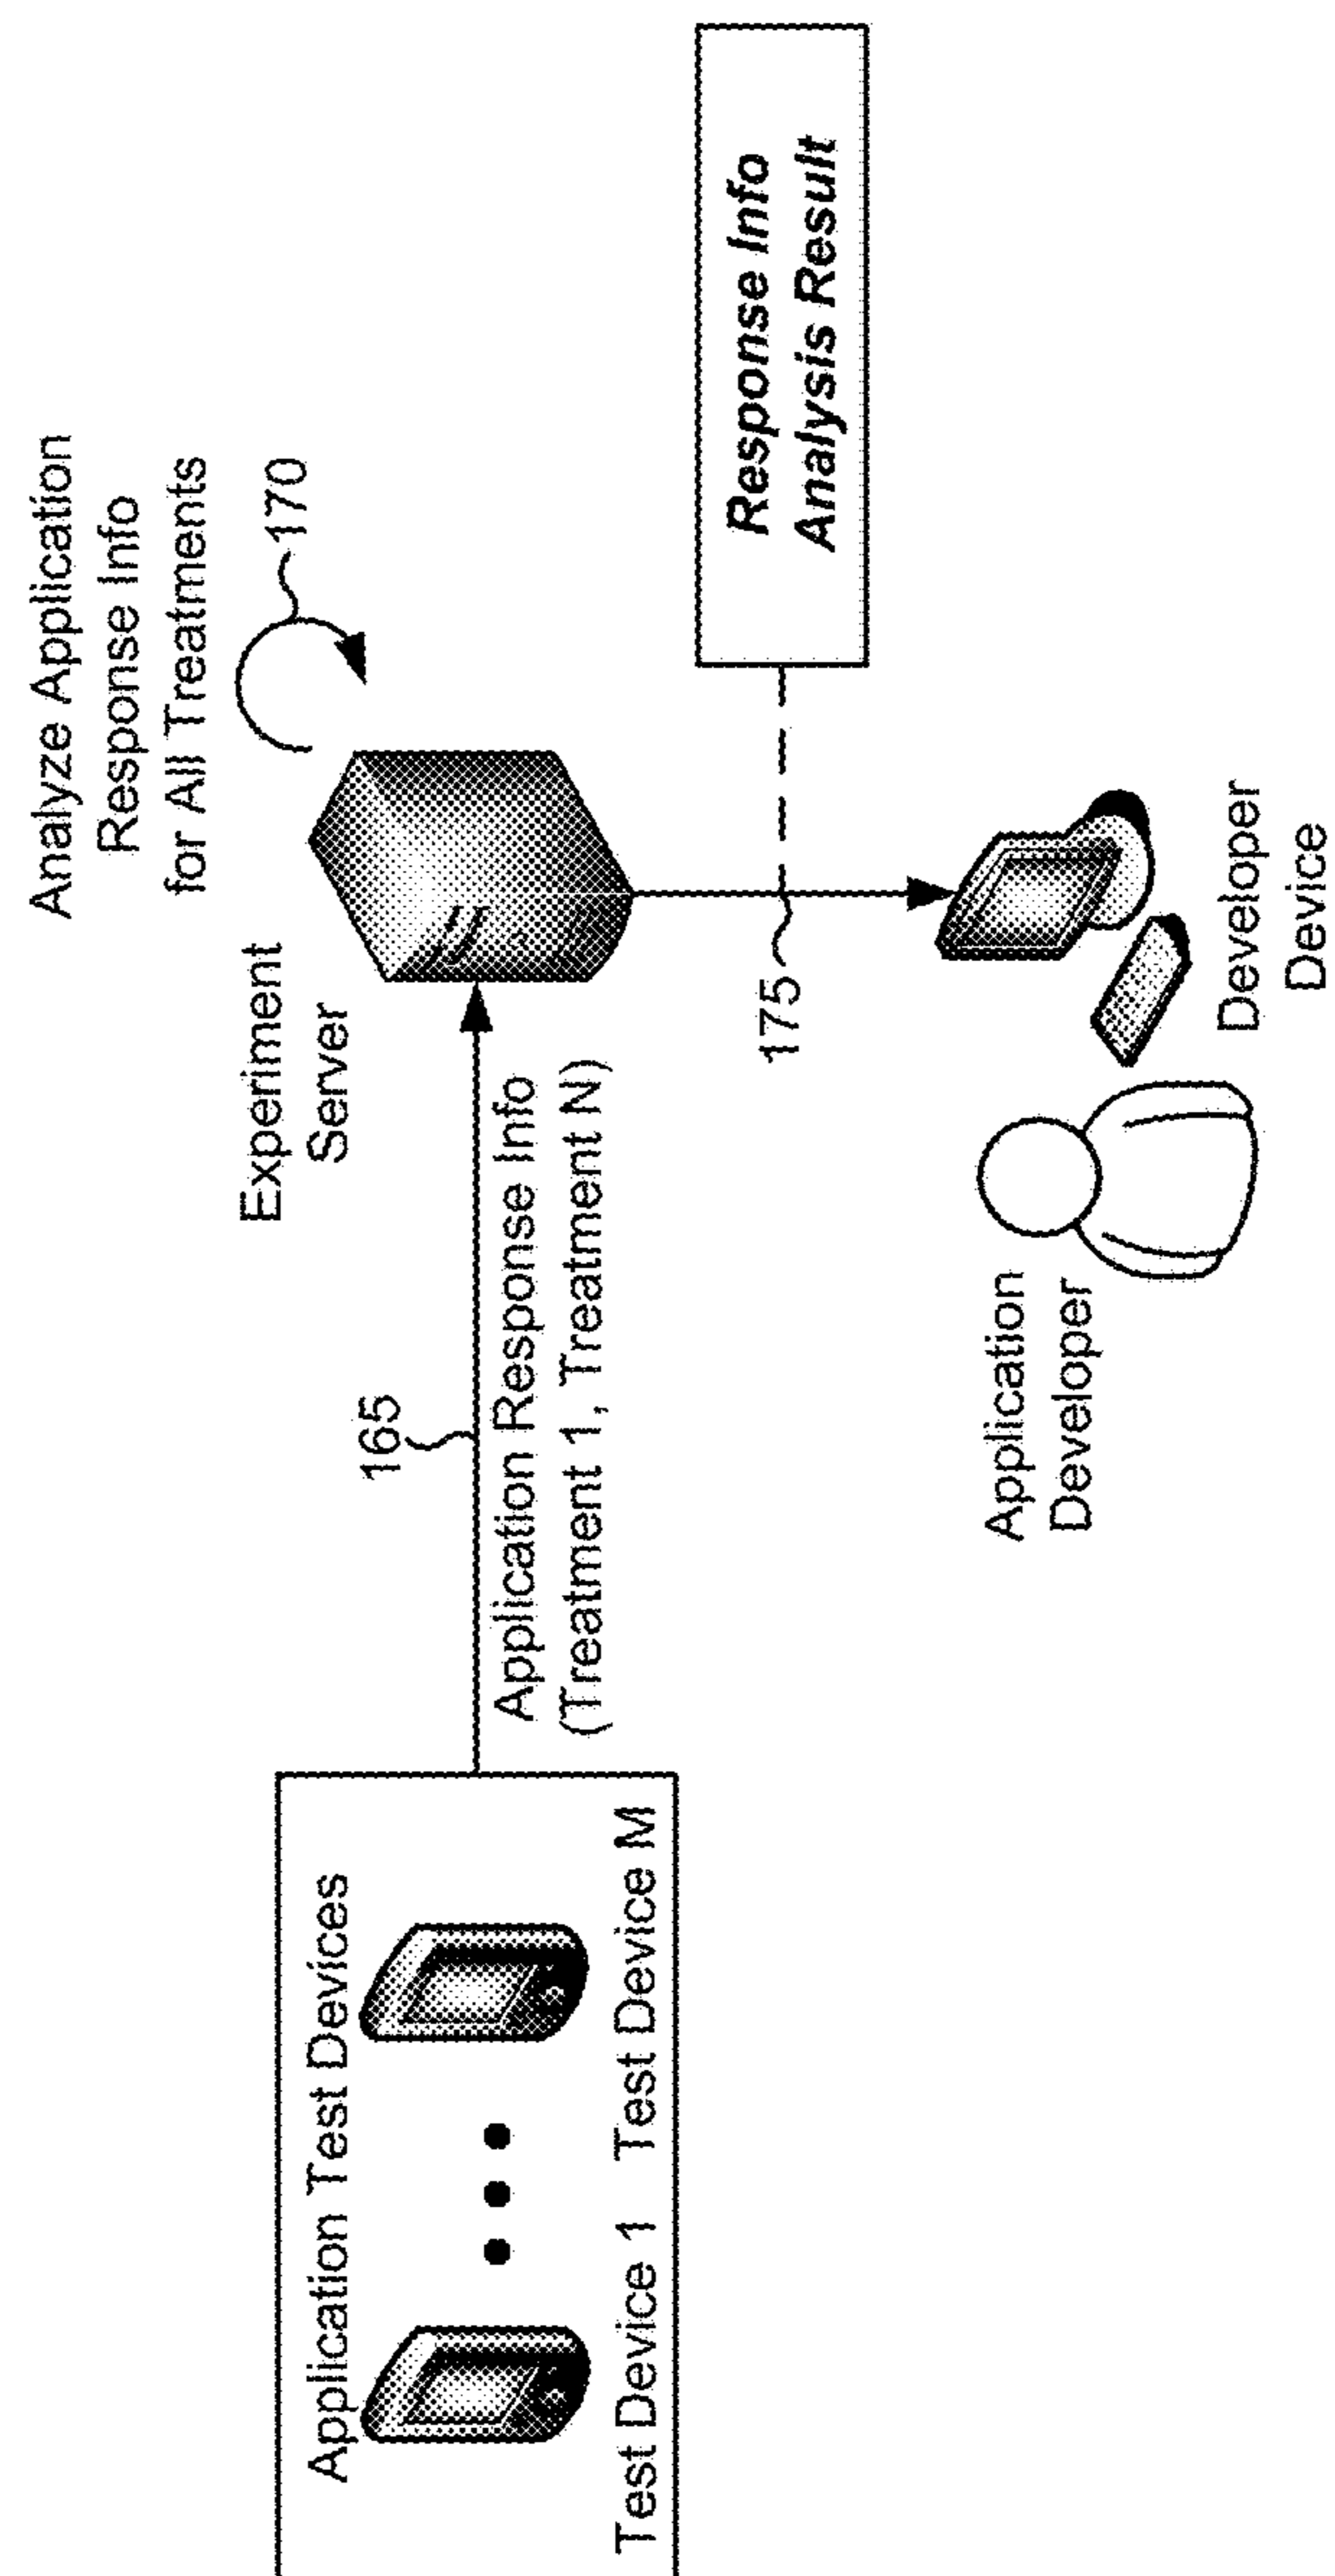 Analyze Application
Response Info
for All Treatments
170
Experiment
Server
165
Application Test Devices
Application Response Info
(Treatment 1, Treatment N)
Test Device 1 Test Device M
Response Info
Analysis Result
175
Application
Developer
Developer
Device